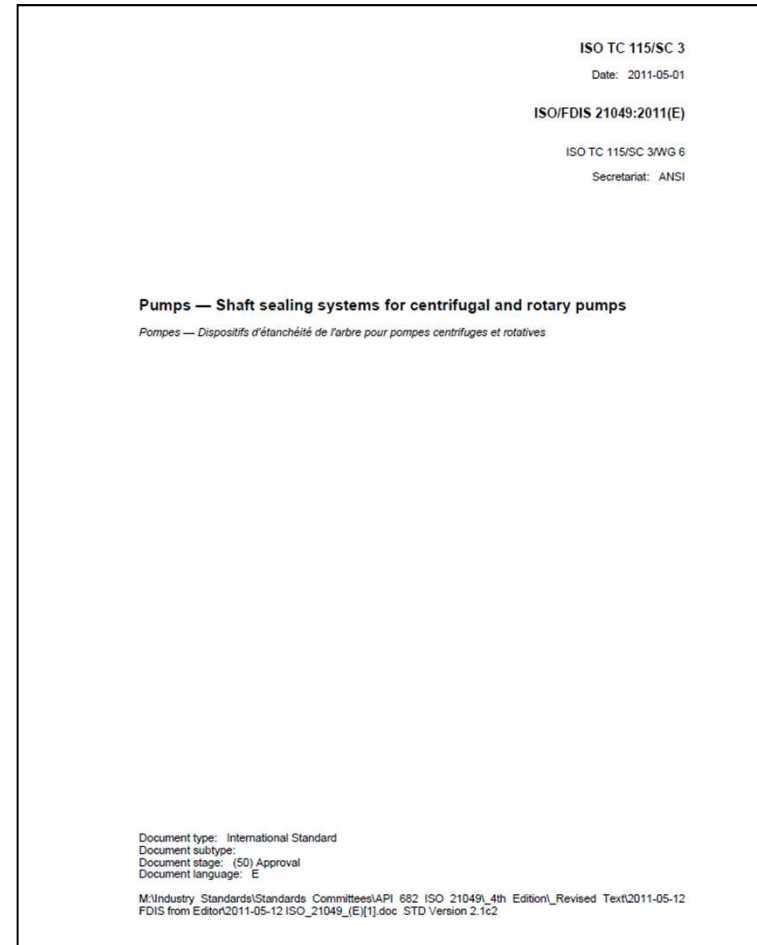 ISO TC 115/SC 3
Date: 2011-05-01
ISO/FDIS 21049:2011(E)
ISO TC 115/SC 3/WG 6
Secretariat: ANSI
Pumps — Shaft sealing systems for centrifugal and rotary pumps
Pompes — Dispositifs d'étanchéité de l'arbre pour pompes centrifuges et rotatives
Document type: International Standard
Document subtype:
Document stage: (50) Approval
Document language: E
M:\Industry Standards\Standards Committees\API 682 ISO 21049\_4th Edition\_Revised Text\2011-05-12
FDIS from Editor\2011-05-12 ISO_21049_(E)[1].doc STD Version 2.1c2